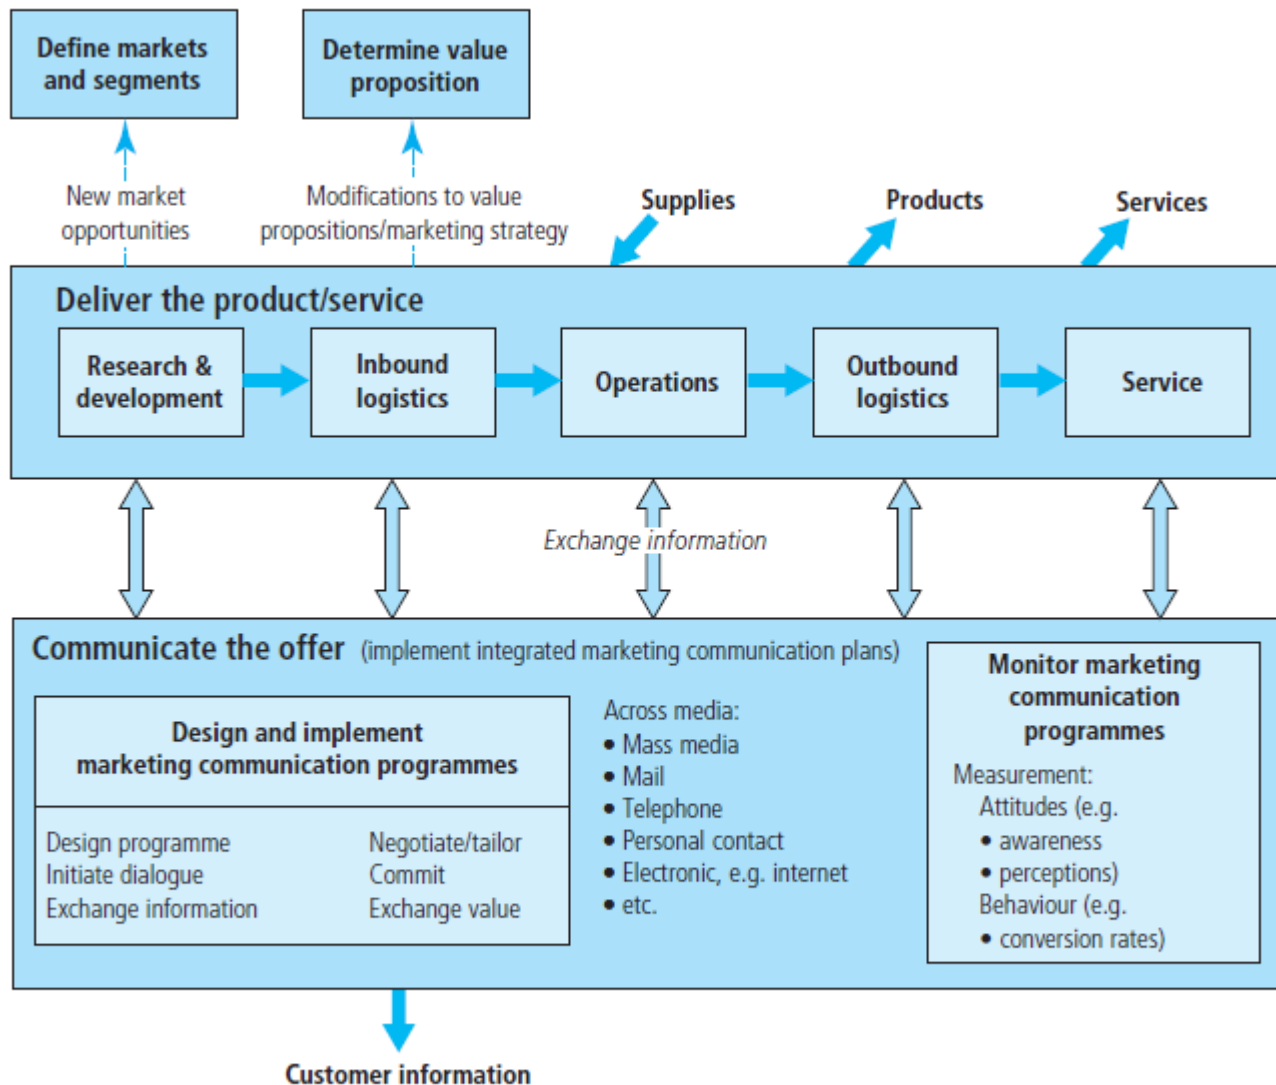 Define markets
and segments
Determine value
proposition
New market
opportunities
Modifications to value
propositions/marketing strategy
Supplies
Products
Services
Deliver the product/service
Research &
development
Inbound
logistics
Operations
Outbound
logistics
Service
Exchange information
Communicate the offer (implement integrated marketing communication plans)
Design and implement
marketing communication programmes
Design programme
Initiate dialogue
Exchange information
Negotiate/tailor
Commit
Exchange value
Across media:
• Mass media
• Mail
• Telephone
• Personal contact
• Electronic, e.g. internet
• etc.
Monitor marketing
communication
programmes
Measurement:
Attitudes (e.g.
• awareness
• perceptions)
Behaviour (e.g.
• conversion rates)
Customer information